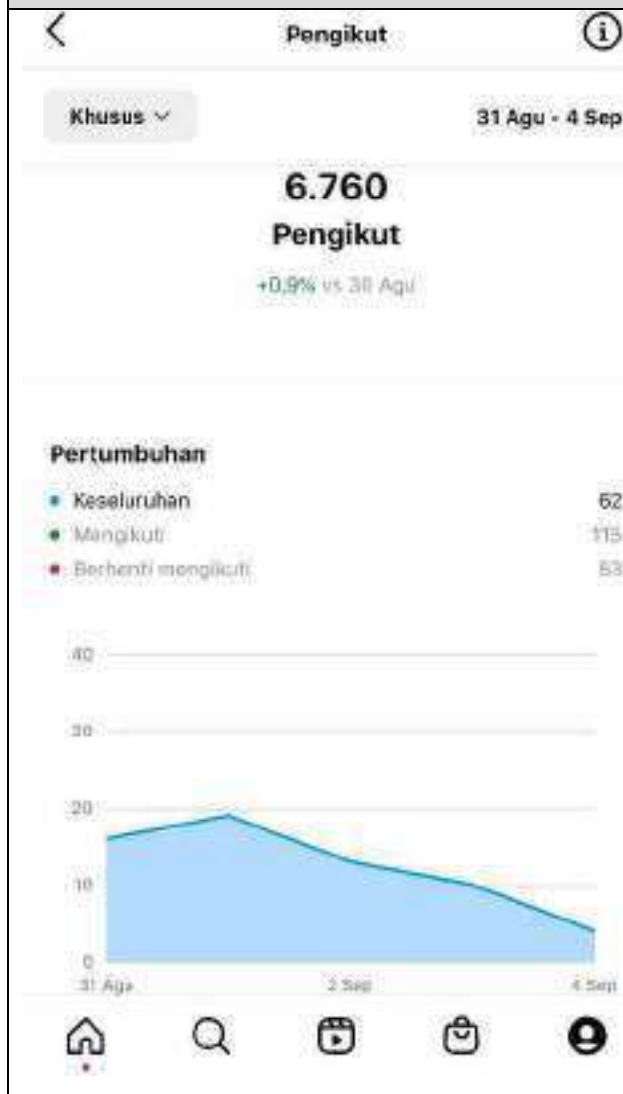 Pengikut
Khusus
31 Agu - 4 Sep
6.760
Pengikut
+0,9% vs 30 Agu
Pertumbuhan
Keseluruhan 62
Mengikuti 115
Berhenti mengikuti 53
40
30
20
10
0
31 Agu 2 Sep 4 Sep